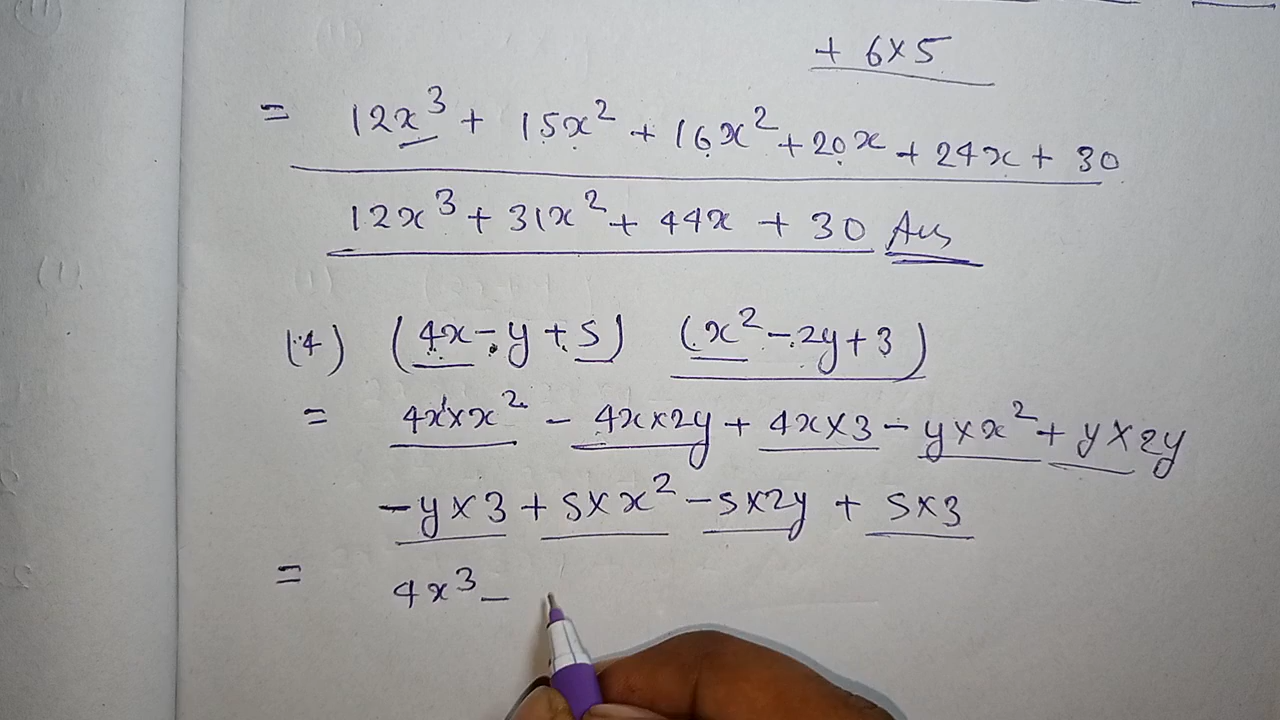 + 6×5
= 12x³ + 15x² + 16x² + 20x + 24x + 30
12x³ + 31x² + 44x + 30 Ans
(4) (4x - y + 5) (x² - 2y + 3)
= 4x¹×x² - 4x×2y + 4x×3 - y×x² + y×2y
- y×3 + 5×x² - 5×2y + 5×3
= 4x³ -